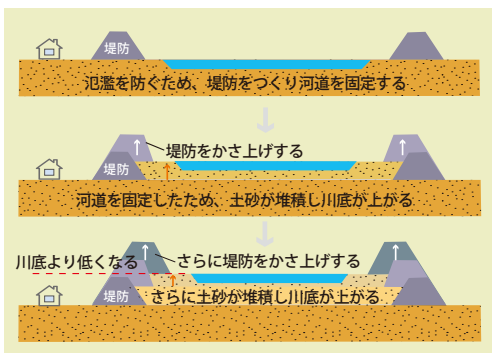 堤防
氾濫を防ぐため、堤防をつくり河道を固定する
堤防をかさ上げする
堤防
河道を固定したため、土砂が堆積し川底が上がる
川底より低くなる
さらに堤防をかさ上げする
堤防
さらに土砂が堆積し川底が上がる